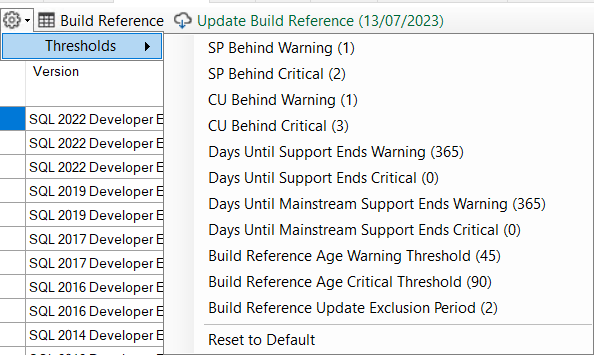 Build Reference
Update Build Reference (13/07/2023)
Thresholds
Version
SP Behind Warning (1)
SP Behind Critical (2)
CU Behind Warning (1)
CU Behind Critical (3)
Days Until Support Ends Warning (365)
Days Until Support Ends Critical (0)
Days Until Mainstream Support Ends Warning (365)
Days Until Mainstream Support Ends Critical (0)
Build Reference Age Warning Threshold (45)
Build Reference Age Critical Threshold (90)
Build Reference Update Exclusion Period (2)
Reset to Default
SQL 2022 Developer E
SQL 2022 Developer E
SQL 2022 Developer E
SQL 2019 Developer E
SQL 2019 Developer E
SQL 2017 Developer E
SQL 2017 Developer E
SQL 2016 Developer E
SQL 2016 Developer E
SQL 2014 Developer E